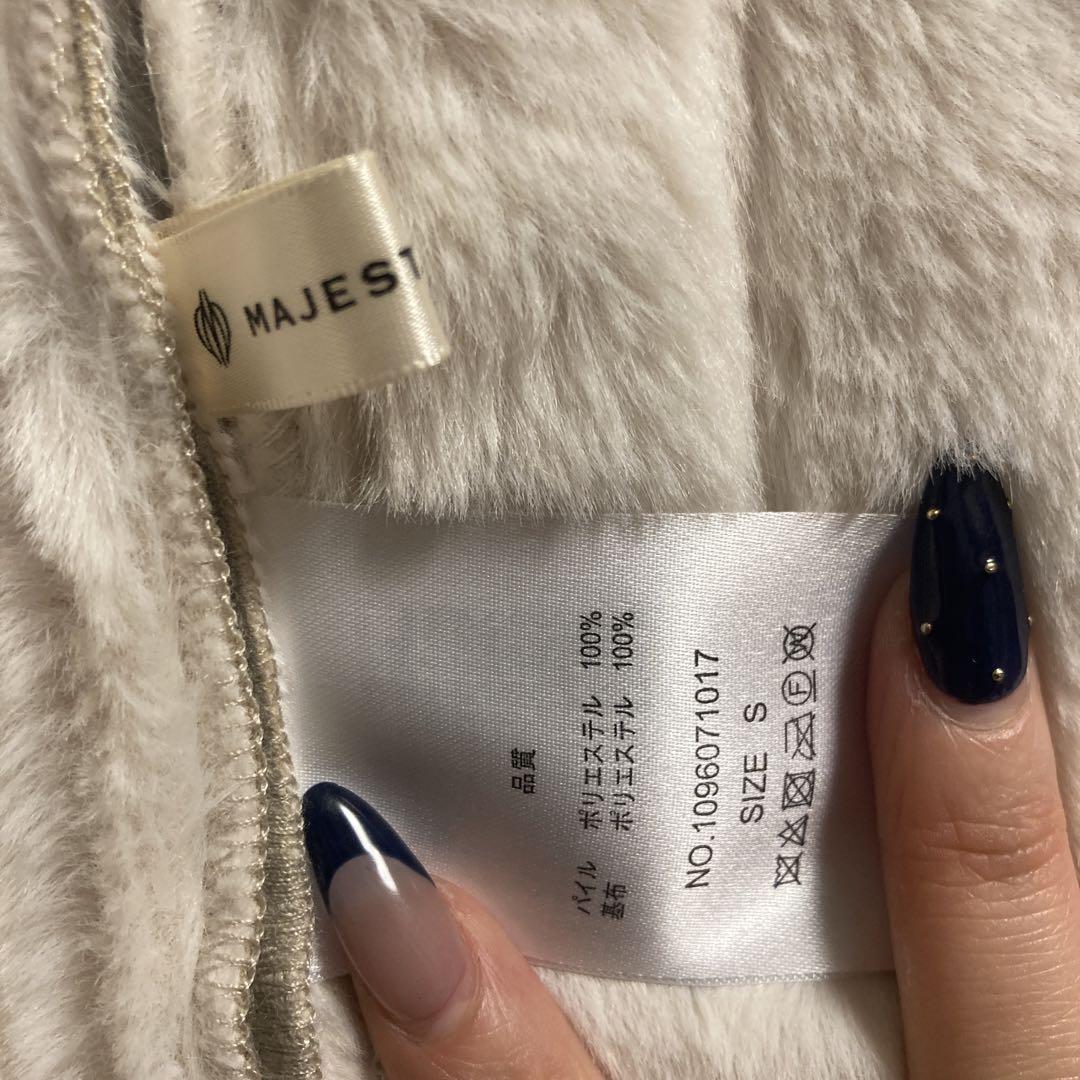 MAJEST
品質
パイル ポリエステル 100%
基布 ポリエステル 100%
NO.1096071017
SIZE S